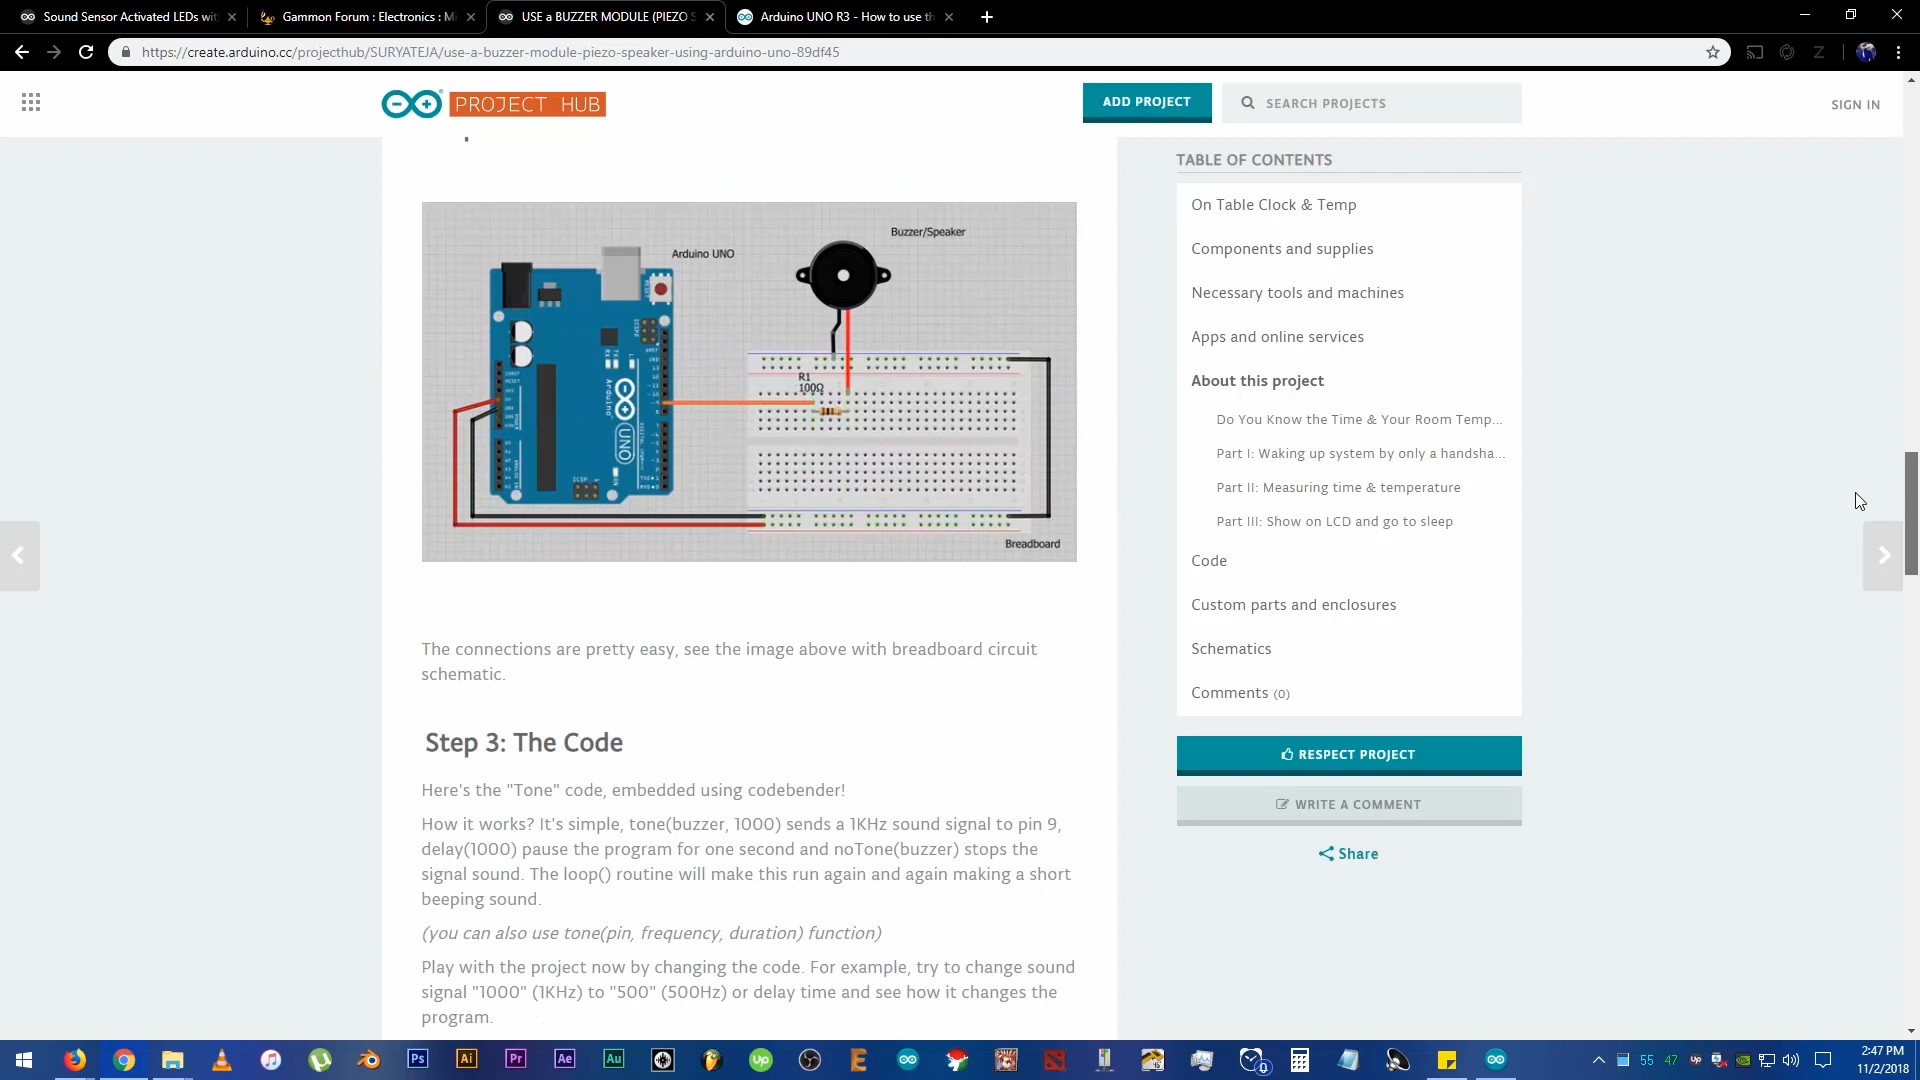 Sound Sensor Activated LEDs wit
Gammon Forum : Electronics : Mi
USE a BUZZER MODULE (PIEZO S
Arduino UNO R3 - How to use th
https://create.arduino.cc/projecthub/SURYATEJA/use-a-buzzer-module-piezo-speaker-using-arduino-uno-89df45
PROJECT HUB
ADD PROJECT
SEARCH PROJECTS
SIGN IN
Arduino UNO
Buzzer/Speaker
R1
100Ω
Arduino
UNO
Breadboard
The connections are pretty easy, see the image above with breadboard circuit
schematic.
Step 3: The Code
Here's the "Tone" code, embedded using codebender!
How it works? It's simple, tone(buzzer, 1000) sends a 1KHz sound signal to pin 9,
delay(1000) pause the program for one second and noTone(buzzer) stops the
signal sound. The loop() routine will make this run again and again making a short
beeping sound.
(you can also use tone(pin, frequency, duration) function)
Play with the project now by changing the code. For example, try to change sound
signal "1000" (1KHz) to "500" (500Hz) or delay time and see how it changes the
program.
TABLE OF CONTENTS
On Table Clock & Temp
Components and supplies
Necessary tools and machines
Apps and online services
About this project
Do You Know the Time & Your Room Temp...
Part I: Waking up system by only a handsha...
Part II: Measuring time & temperature
Part III: Show on LCD and go to sleep
Code
Custom parts and enclosures
Schematics
Comments (0)
RESPECT PROJECT
WRITE A COMMENT
Share
Ps
Ai
Pr
Ae
Au
Up
55
47
2:47 PM
11/2/2018